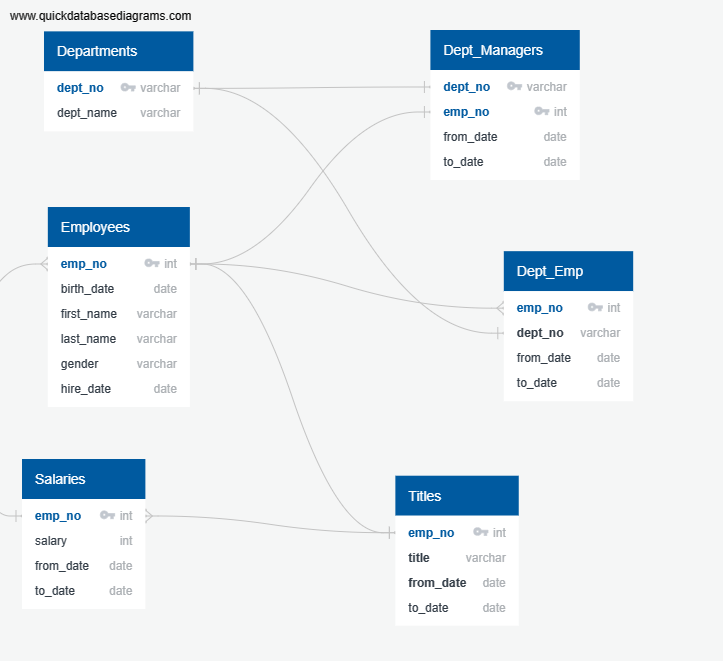 www.quickdatabasediagrams.com
Departments
dept_no varchar
dept_name varchar
Dept_Managers
dept_no varchar
emp_no int
from_date date
to_date date
Employees
emp_no int
birth_date date
first_name varchar
last_name varchar
gender varchar
hire_date date
Dept_Emp
emp_no int
dept_no varchar
from_date date
to_date date
Salaries
emp_no int
salary int
from_date date
to_date date
Titles
emp_no int
title varchar
from_date date
to_date date